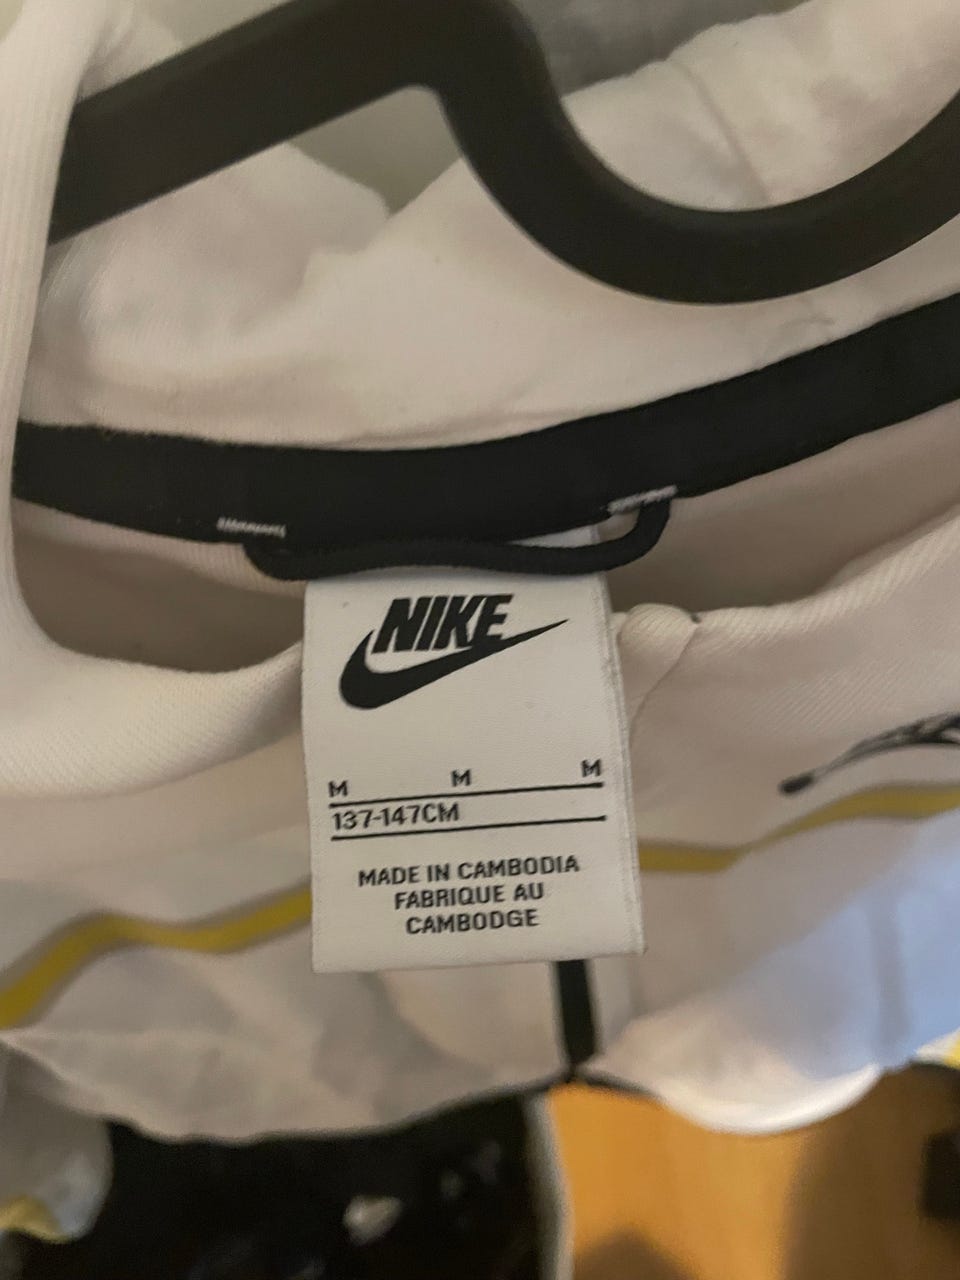 NIKE
M M M
137-147CM
MADE IN CAMBODIA
FABRIQUE AU
CAMBODGE